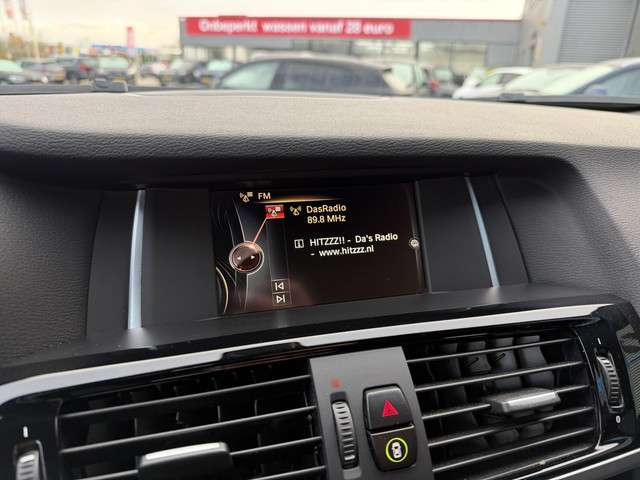 Onbeperkt wassen vanaf 28 euro
FM
DasRadio
89.8 MHz
HITZZZ!! - Da's Radio
- www.hitzzz.nl